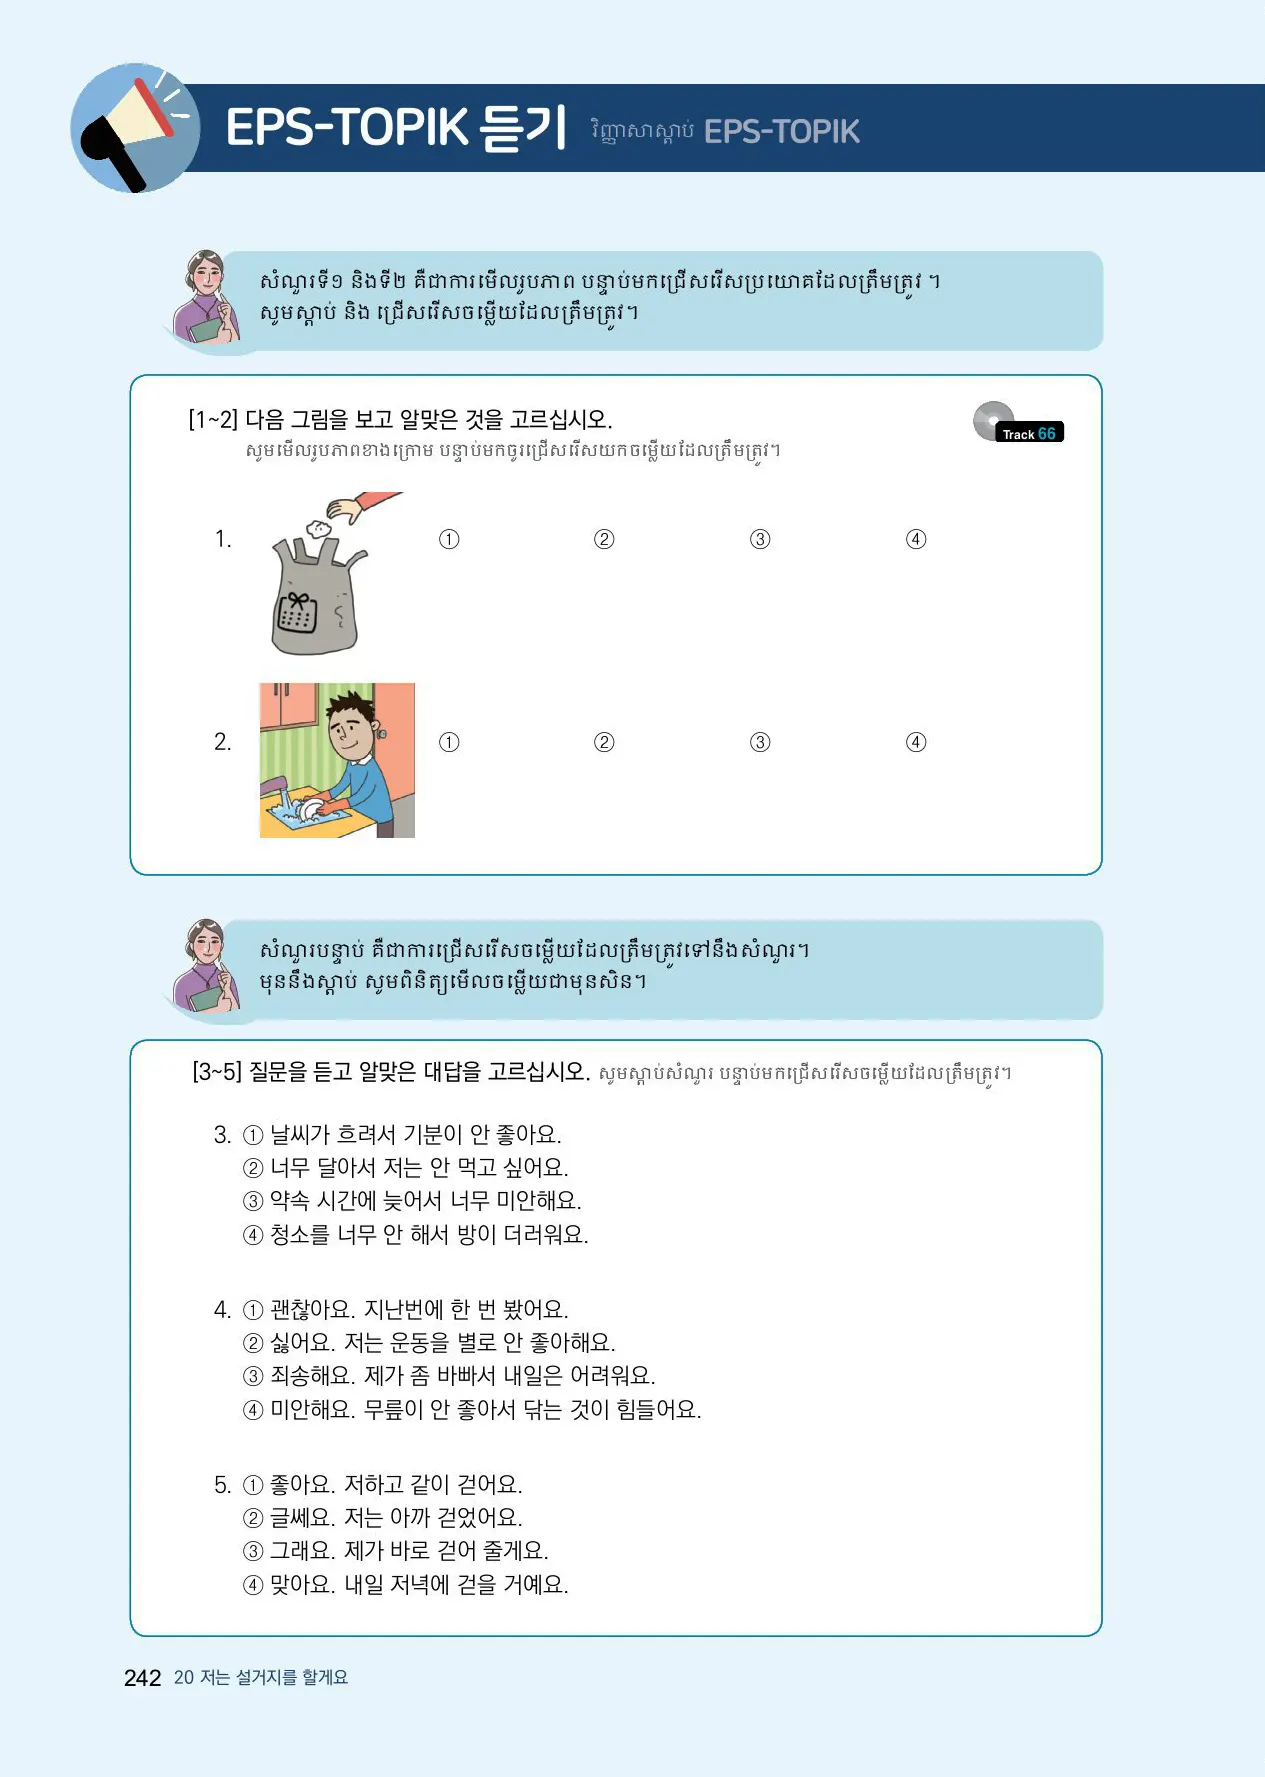 EPS-TOPIK 듣기 វិញ្ញាសាស្តាប់ EPS-TOPIK
សំណួរទី១ និងទី២ គឺជាការមើលរូបភាព បន្ទាប់មកជ្រើសរើសប្រយោគដែលត្រឹមត្រូវ ។
សូមស្តាប់ និង ជ្រើសរើសចម្លើយដែលត្រឹមត្រូវ។
[1~2] 다음 그림을 보고 알맞은 것을 고르십시오.
Track 66
សូមមើលរូបភាពខាងក្រោម បន្ទាប់មកចូរជ្រើសរើសយកចម្លើយដែលត្រឹមត្រូវ។
1. ① ② ③ ④
2. ① ② ③ ④
សំណួរបន្ទាប់ គឺជាការជ្រើសរើសចម្លើយដែលត្រឹមត្រូវទៅនឹងសំណួរ។
មុននឹងស្តាប់ សូមពិនិត្យមើលចម្លើយជាមុនសិន។
[3~5] 질문을 듣고 알맞은 대답을 고르십시오. សូមស្តាប់សំណួរ បន្ទាប់មកជ្រើសរើសចម្លើយដែលត្រឹមត្រូវ។
3. ① 날씨가 흐려서 기분이 안 좋아요.
② 너무 달아서 저는 안 먹고 싶어요.
③ 약속 시간에 늦어서 너무 미안해요.
④ 청소를 너무 안 해서 방이 더러워요.
4. ① 괜찮아요. 지난번에 한 번 봤어요.
② 싫어요. 저는 운동을 별로 안 좋아해요.
③ 죄송해요. 제가 좀 바빠서 내일은 어려워요.
④ 미안해요. 무릎이 안 좋아서 닦는 것이 힘들어요.
5. ① 좋아요. 저하고 같이 걷어요.
② 글쎄요. 저는 아까 걷었어요.
③ 그래요. 제가 바로 걷어 줄게요.
④ 맞아요. 내일 저녁에 걷을 거예요.
242 20 저는 설거지를 할게요